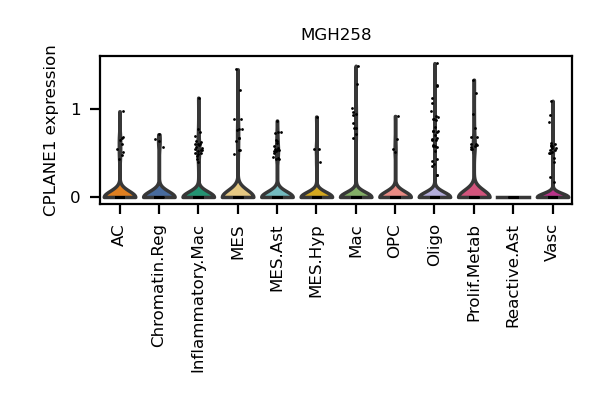 MGH258
CPLANE1 expression
1
0
AC
Chromatin.Reg
Inflammatory.Mac
MES
MES.Ast
MES.Hyp
Mac
OPC
Oligo
Prolif.Metab
Reactive.Ast
Vasc